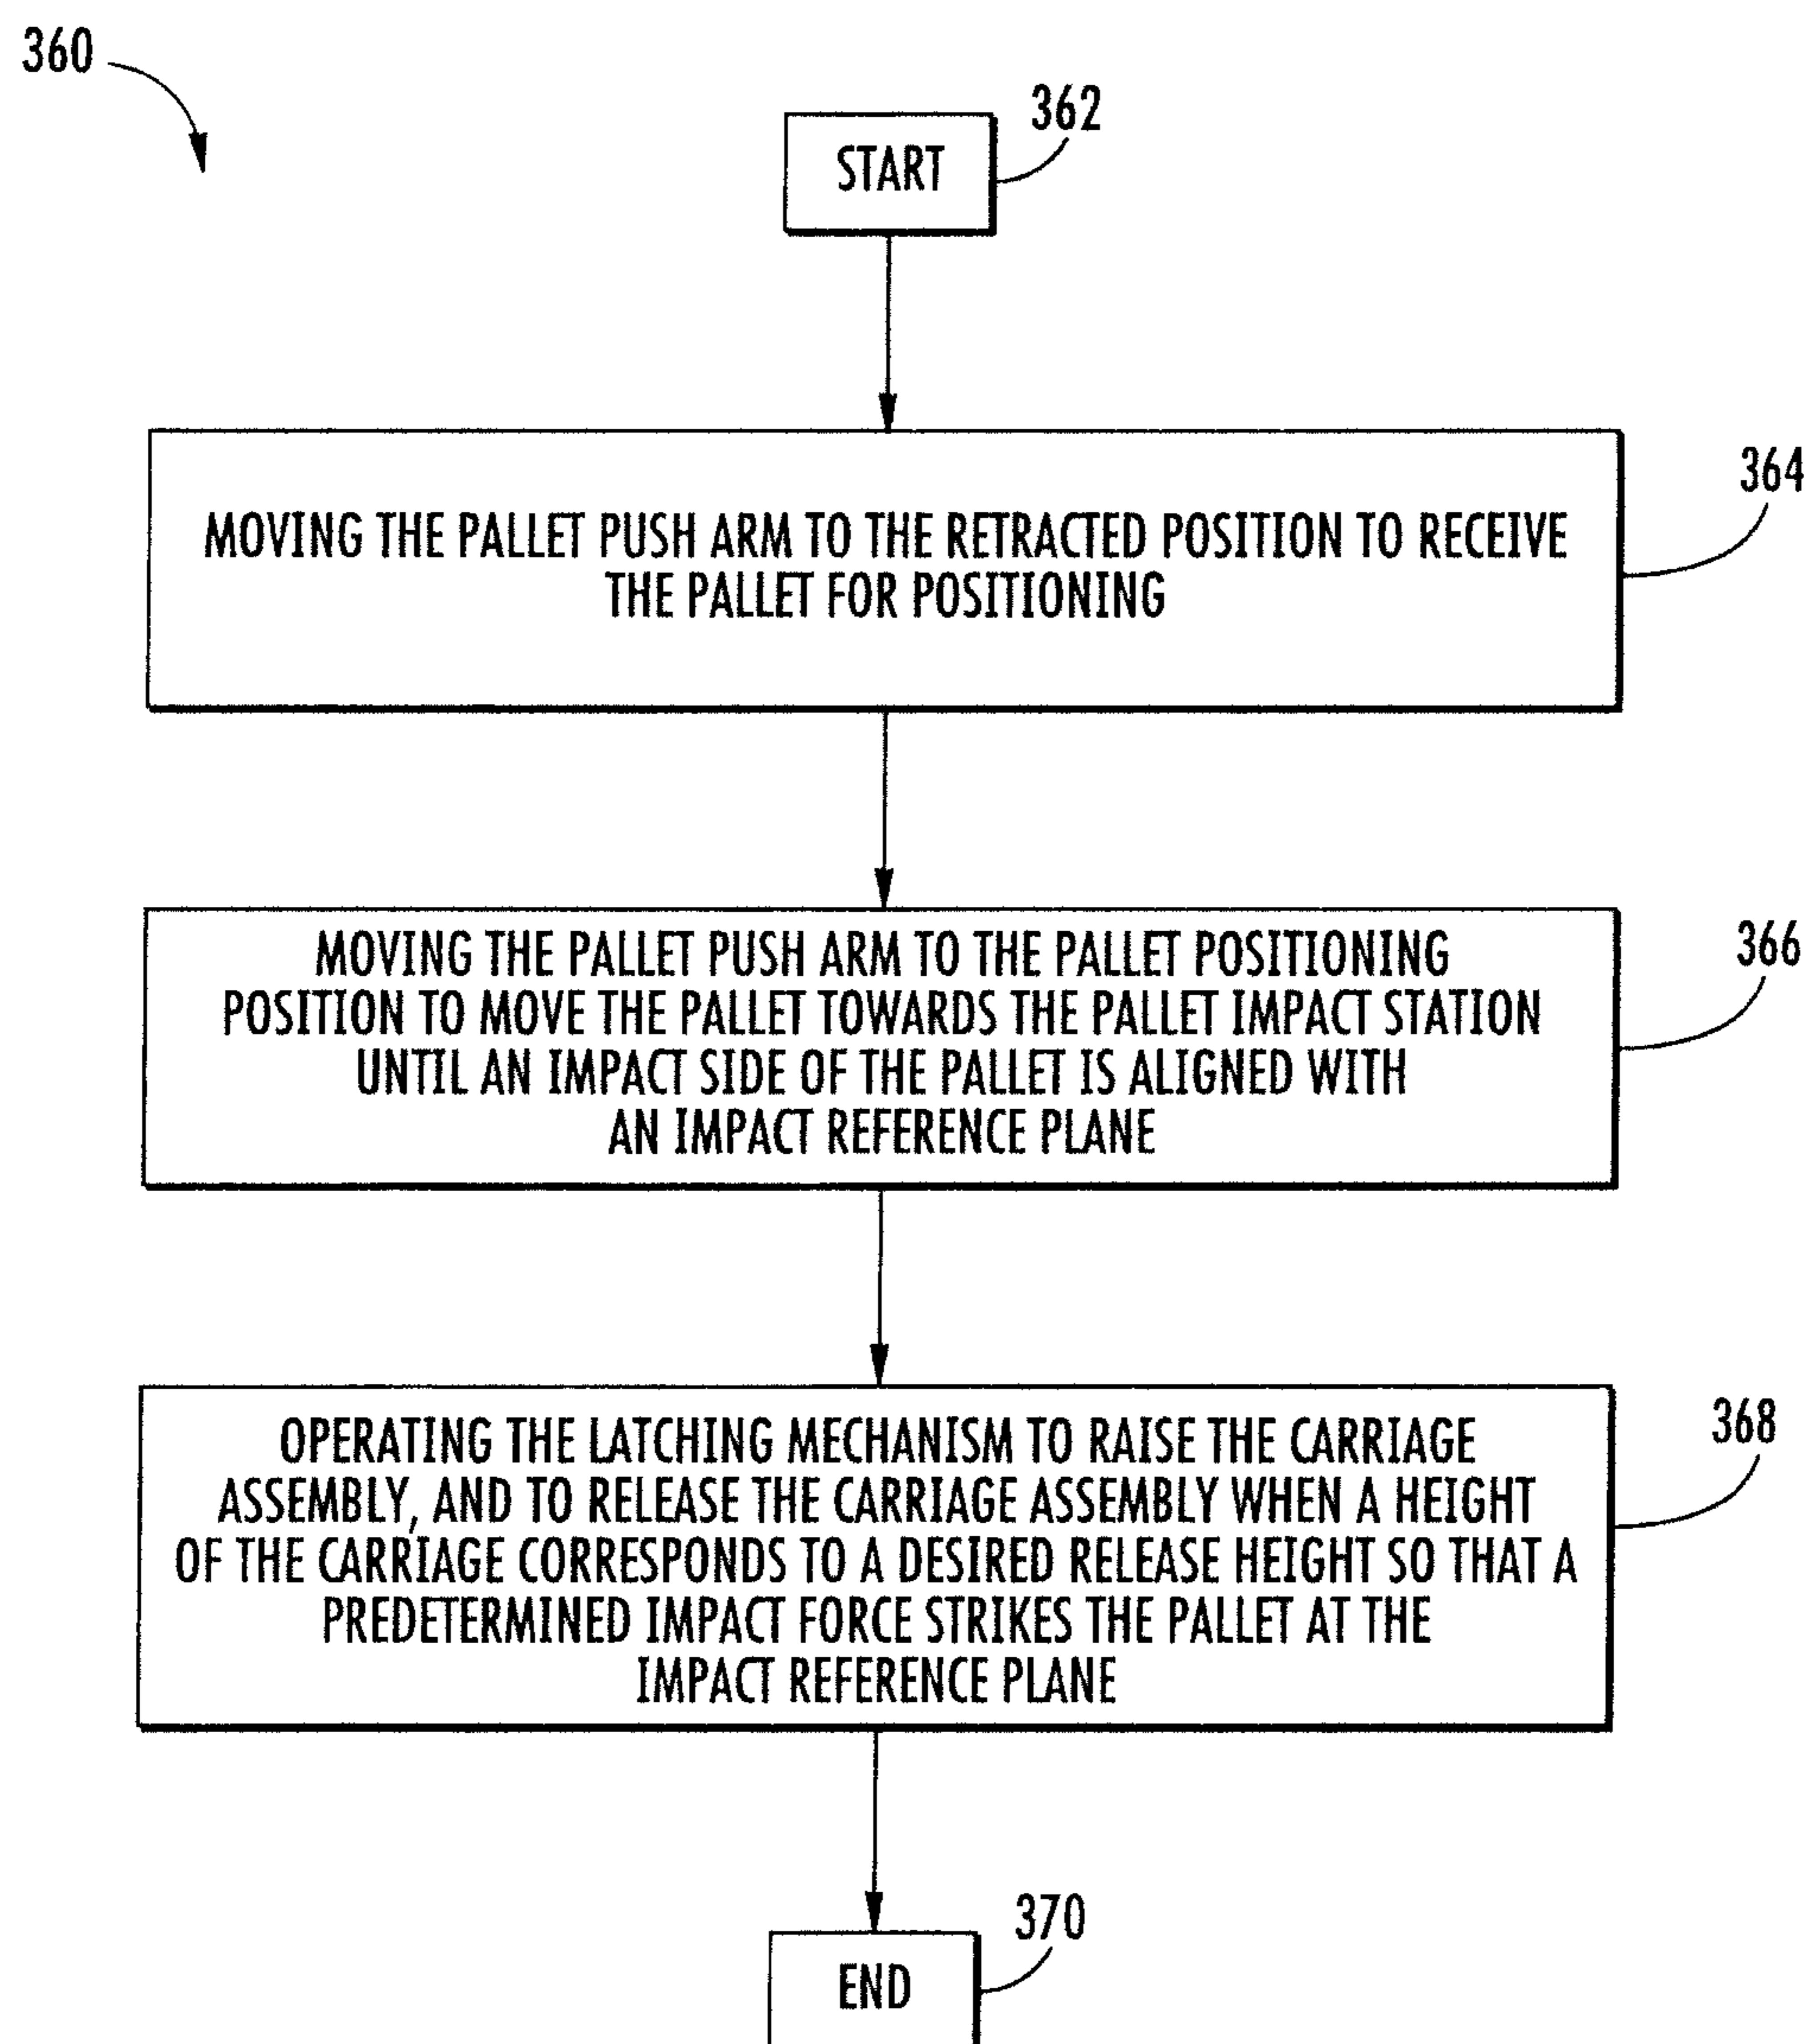 360
362
START
364
MOVING THE PALLET PUSH ARM TO THE RETRACTED POSITION TO RECEIVE
THE PALLET FOR POSITIONING
366
MOVING THE PALLET PUSH ARM TO THE PALLET POSITIONING
POSITION TO MOVE THE PALLET TOWARDS THE PALLET IMPACT STATION
UNTIL AN IMPACT SIDE OF THE PALLET IS ALIGNED WITH
AN IMPACT REFERENCE PLANE
368
OPERATING THE LATCHING MECHANISM TO RAISE THE CARRIAGE
ASSEMBLY, AND TO RELEASE THE CARRIAGE ASSEMBLY WHEN A HEIGHT
OF THE CARRIAGE CORRESPONDS TO A DESIRED RELEASE HEIGHT SO THAT A
PREDETERMINED IMPACT FORCE STRIKES THE PALLET AT THE
IMPACT REFERENCE PLANE
370
END